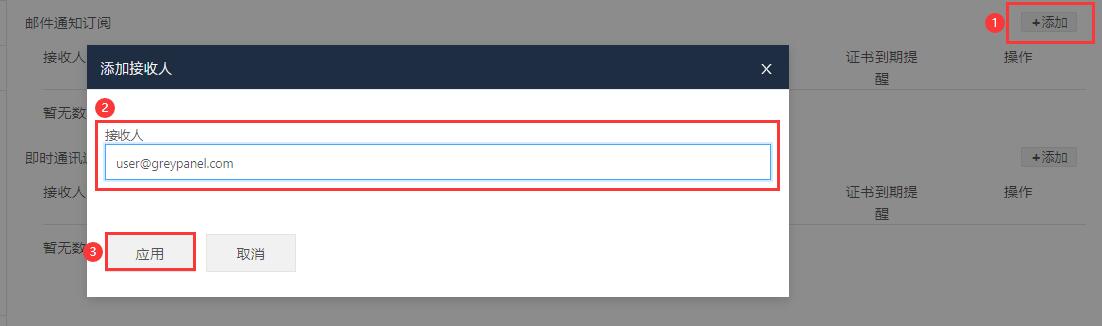 邮件通知订阅
1
+添加
接收人
证书到期提
醒
操作
添加接收人
X
2
接收人
user@greypanel.com
暂无数
即时通讯
+添加
接收人
证书到期提
醒
操作
3
应用
取消
暂无数